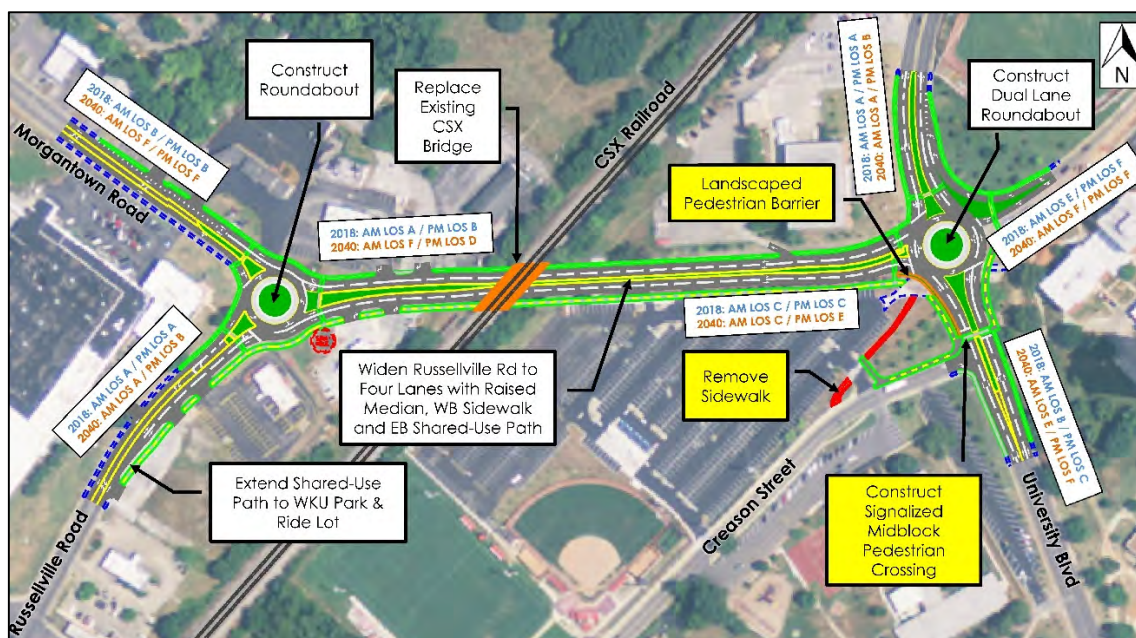 Construct
Roundabout
Replace
Existing
CSX
Bridge
CSX Railroad
2018: AM LOS A / PM LOS A
2040: AM LOS A / PM LOS B
Construct
Dual Lane
Roundabout
N
2018: AM LOS B / PM LOS B
2040: AM LOS F / PM LOS F
Morgantown Road
Landscaped
Pedestrian Barrier
2018: AM LOS E / PM LOS F
2040: AM LOS F / PM LOS F
2018: AM LOS A / PM LOS B
2040: AM LOS F / PM LOS D
2018: AM LOS C / PM LOS C
2040: AM LOS C / PM LOS E
2018: AM LOS A / PM LOS A
2040: AM LOS A / PM LOS B
Widen Russellville Rd to
Four Lanes with Raised
Median, WB Sidewalk
and EB Shared-Use Path
Remove
Sidewalk
2018: AM LOS B / PM LOS C
2040: AM LOS E / PM LOS F
Extend Shared-Use
Path to WKU Park &
Ride Lot
Creason Street
Construct
Signalized
Midblock
Pedestrian
Crossing
University Blvd
Russellville Road